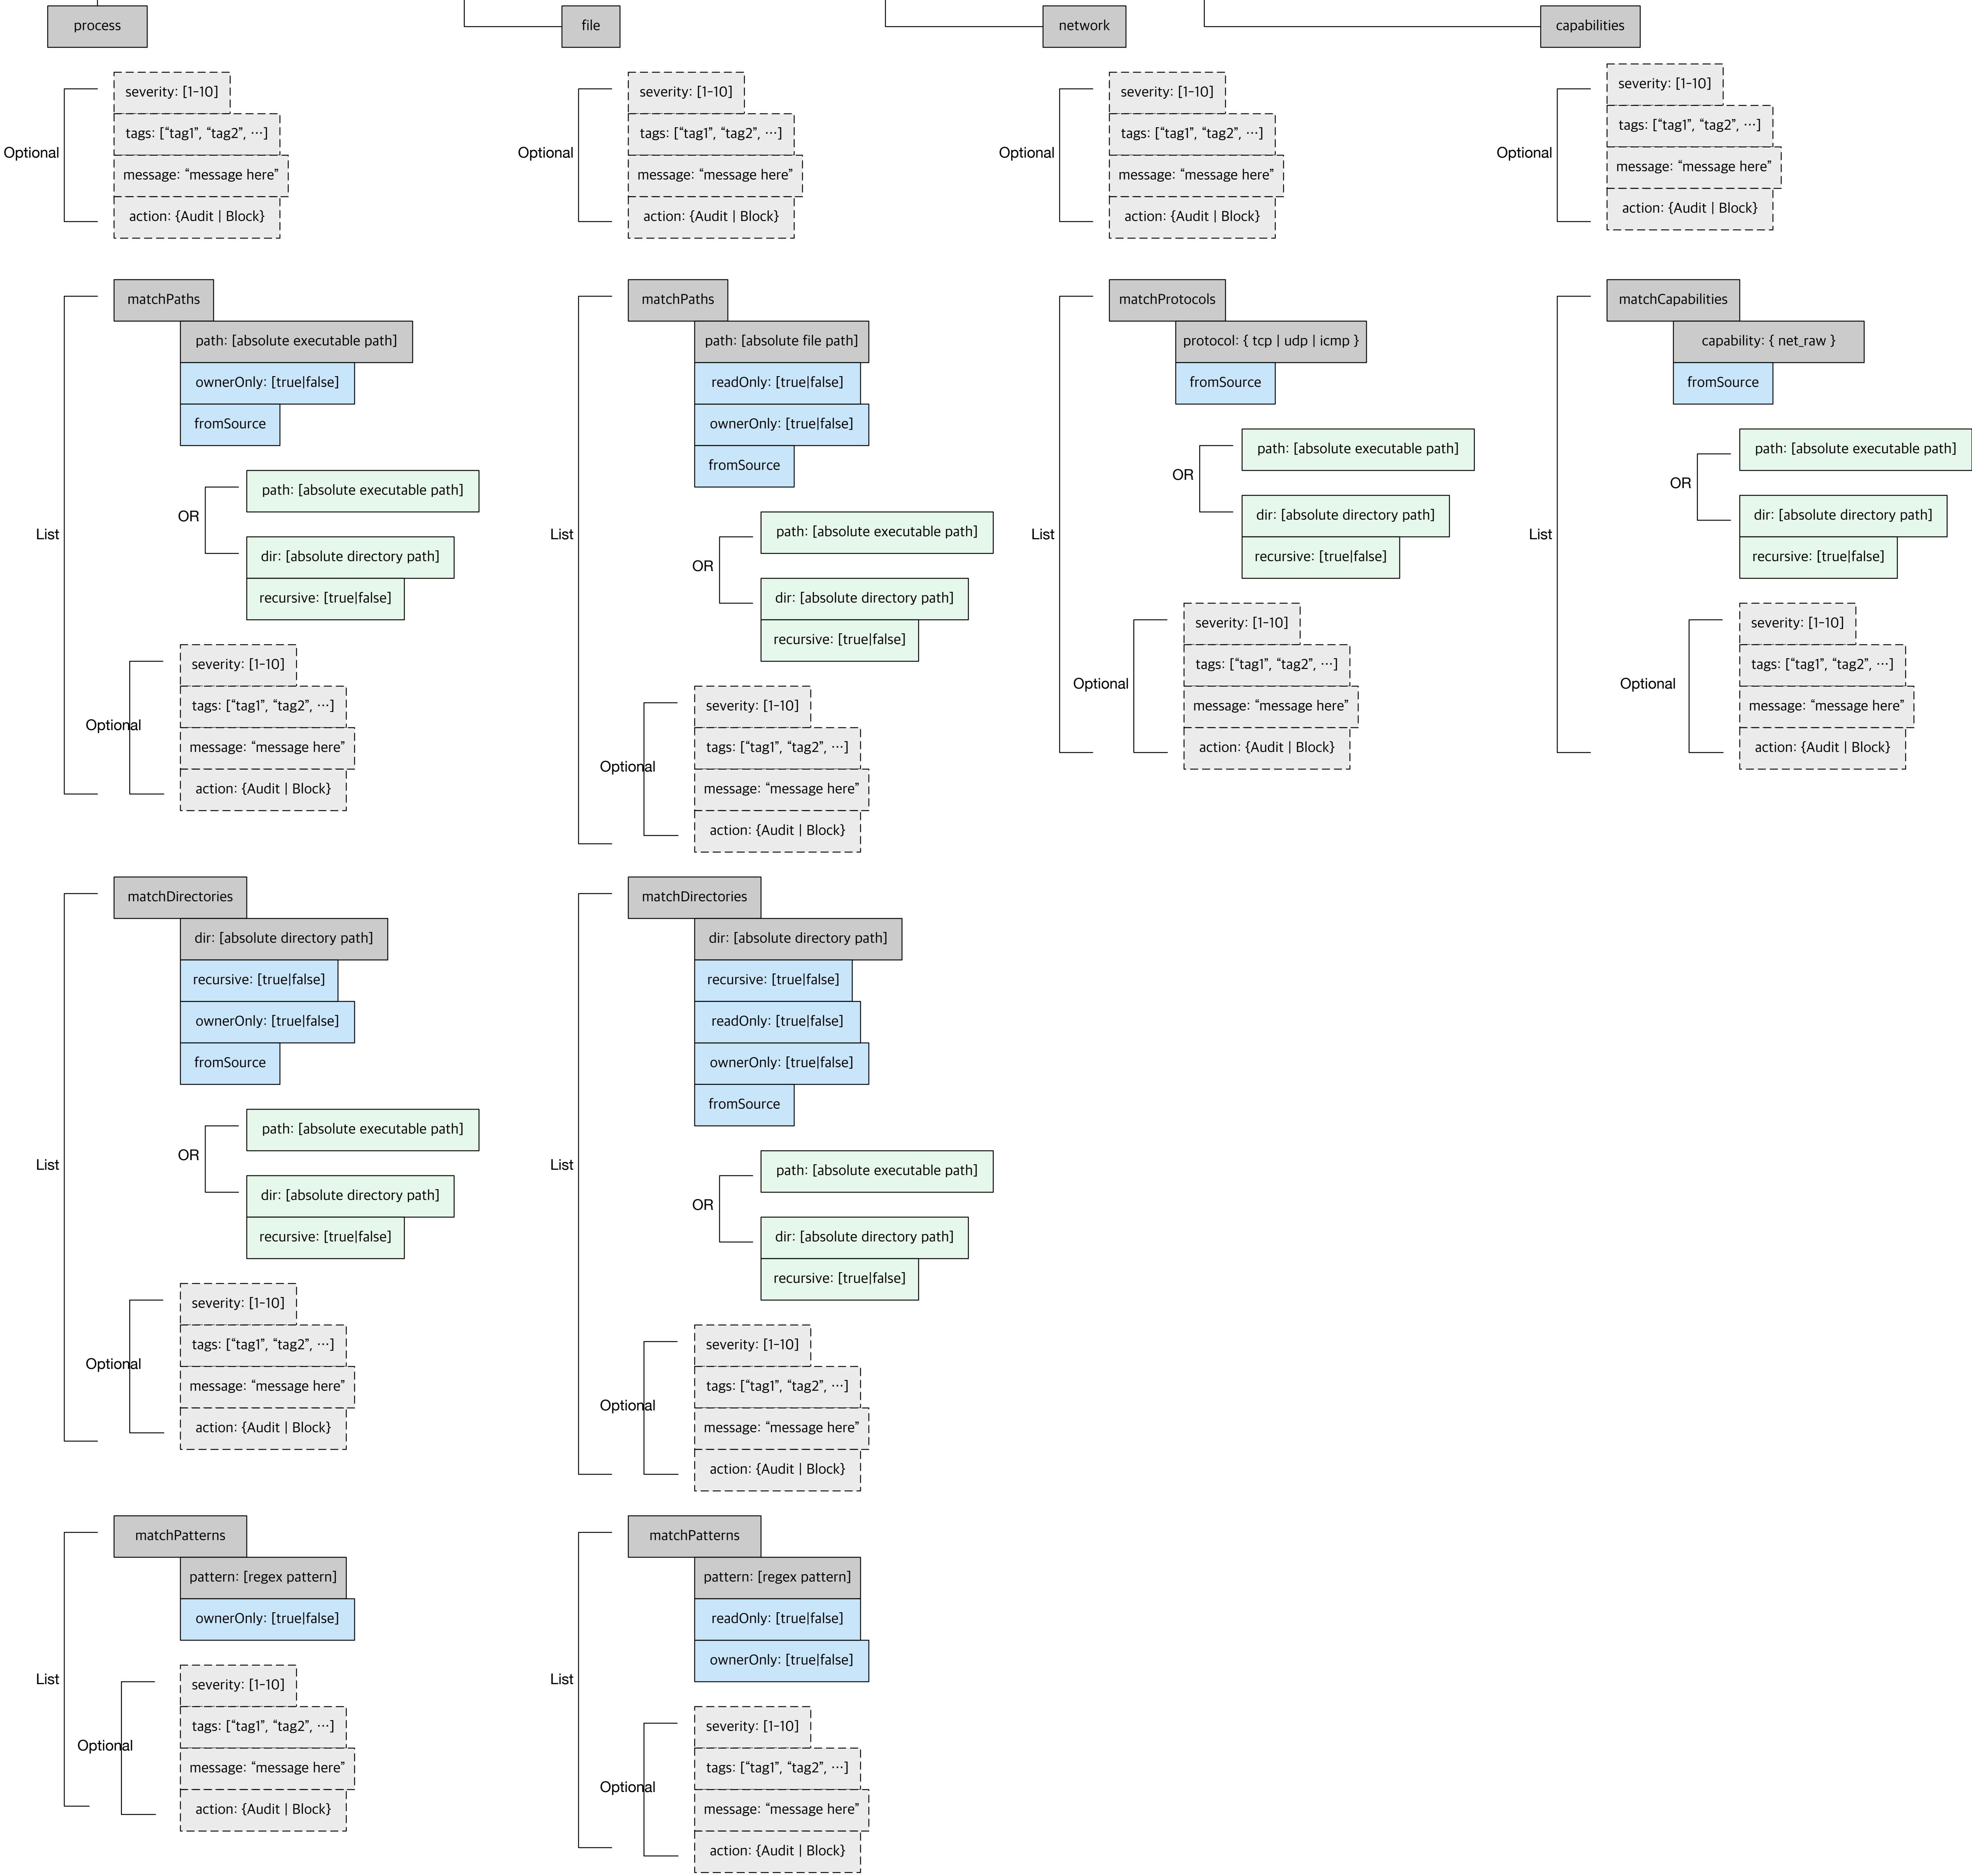 process
Optional
severity: [1-10]
tags: [“tag1”, “tag2”, …]
message: “message here”
action: {Audit | Block}
List
matchPaths
path: [absolute executable path]
ownerOnly: [true|false]
fromSource
OR
path: [absolute executable path]
dir: [absolute directory path]
recursive: [true|false]
Optional
severity: [1-10]
tags: [“tag1”, “tag2”, …]
message: “message here”
action: {Audit | Block}
List
matchDirectories
dir: [absolute directory path]
recursive: [true|false]
ownerOnly: [true|false]
fromSource
OR
path: [absolute executable path]
dir: [absolute directory path]
recursive: [true|false]
Optional
severity: [1-10]
tags: [“tag1”, “tag2”, …]
message: “message here”
action: {Audit | Block}
List
matchPatterns
pattern: [regex pattern]
ownerOnly: [true|false]
Optional
severity: [1-10]
tags: [“tag1”, “tag2”, …]
message: “message here”
action: {Audit | Block}
file
Optional
severity: [1-10]
tags: [“tag1”, “tag2”, …]
message: “message here”
action: {Audit | Block}
List
matchPaths
path: [absolute file path]
readOnly: [true|false]
ownerOnly: [true|false]
fromSource
OR
path: [absolute executable path]
dir: [absolute directory path]
recursive: [true|false]
Optional
severity: [1-10]
tags: [“tag1”, “tag2”, …]
message: “message here”
action: {Audit | Block}
List
matchDirectories
dir: [absolute directory path]
recursive: [true|false]
readOnly: [true|false]
ownerOnly: [true|false]
fromSource
OR
path: [absolute executable path]
dir: [absolute directory path]
recursive: [true|false]
Optional
severity: [1-10]
tags: [“tag1”, “tag2”, …]
message: “message here”
action: {Audit | Block}
List
matchPatterns
pattern: [regex pattern]
readOnly: [true|false]
ownerOnly: [true|false]
Optional
severity: [1-10]
tags: [“tag1”, “tag2”, …]
message: “message here”
action: {Audit | Block}
network
Optional
severity: [1-10]
tags: [“tag1”, “tag2”, …]
message: “message here”
action: {Audit | Block}
List
matchProtocols
protocol: { tcp | udp | icmp }
fromSource
OR
path: [absolute executable path]
dir: [absolute directory path]
recursive: [true|false]
Optional
severity: [1-10]
tags: [“tag1”, “tag2”, …]
message: “message here”
action: {Audit | Block}
capabilities
Optional
severity: [1-10]
tags: [“tag1”, “tag2”, …]
message: “message here”
action: {Audit | Block}
List
matchCapabilities
capability: { net_raw }
fromSource
OR
path: [absolute executable path]
dir: [absolute directory path]
recursive: [true|false]
Optional
severity: [1-10]
tags: [“tag1”, “tag2”, …]
message: “message here”
action: {Audit | Block}